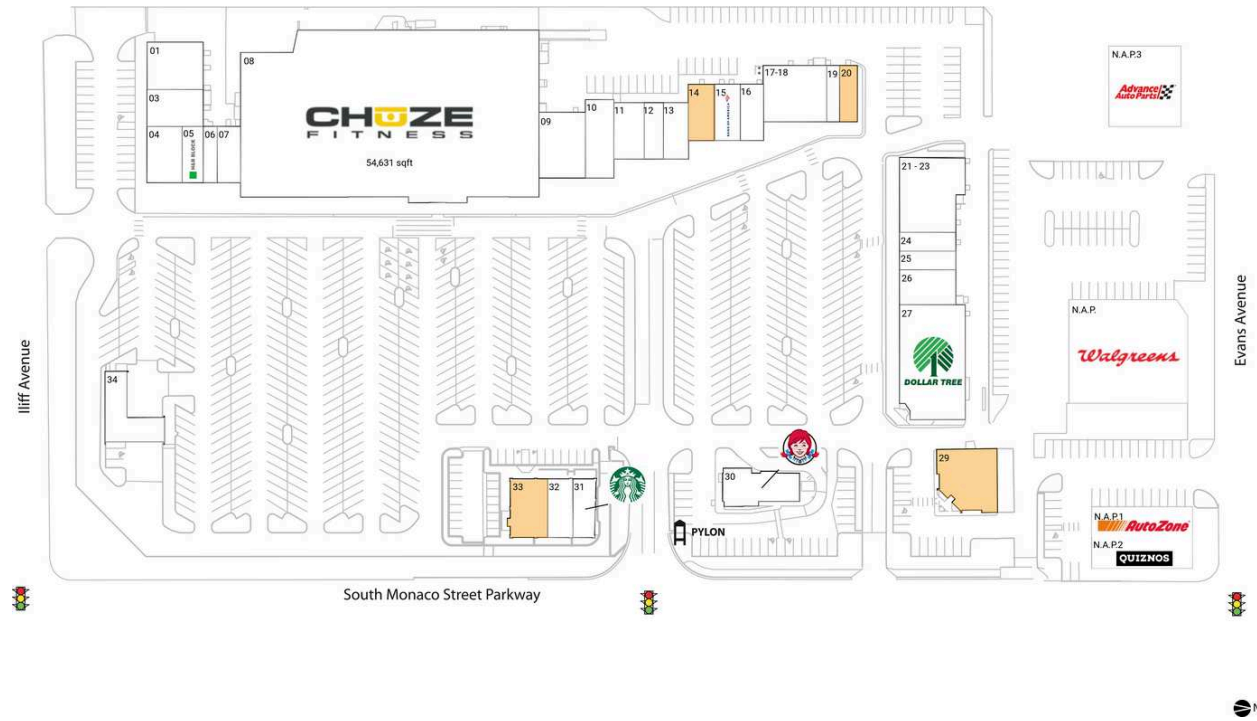 01
03
04
05
H&R BLOCK
06
07
08
CHUZE
FITNESS
54,631 sqft
09
10
11
12
13
14
15
16
17-18
19
20
N.A.P.3
Advance
Auto Parts
21 - 23
24
25
26
27
DOLLAR TREE
N.A.P.
Walgreens
Iliff Avenue
Evans Avenue
34
33
32
31
30
29
PYLON
N.A.P.1
AutoZone
N.A.P.2
QUIZNOS
South Monaco Street Parkway